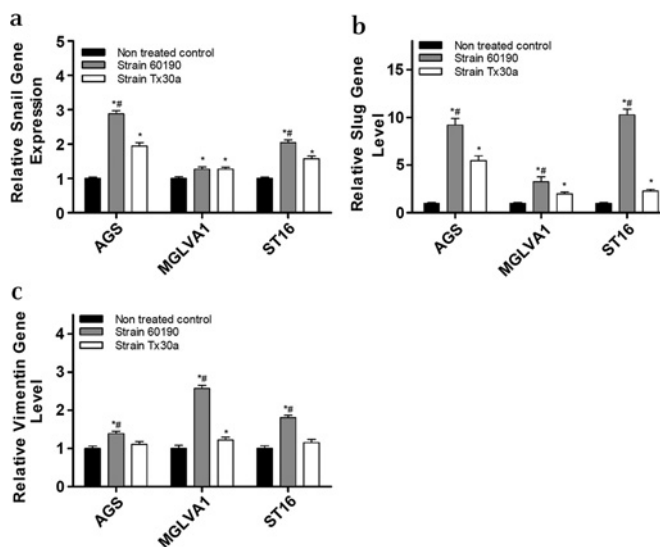 a
Relative Snail Gene
Expression
5
4
3
2
1
0
Non treated control
Strain 60190
Strain Tx30a
*#
*
*
*
*#
*
AGS
MGLVA1
ST16
b
Relative Slug Gene
Level
15
10
5
0
Non treated control
Strain 60190
Strain Tx30a
*#
*
*#
*
*#
*
AGS
MGLVA1
ST16
c
Relative Vimentin Gene
Level
4
3
2
1
0
Non treated control
Strain 60190
Strain Tx30a
*#
*#
*
*#
AGS
MGLVA1
ST16